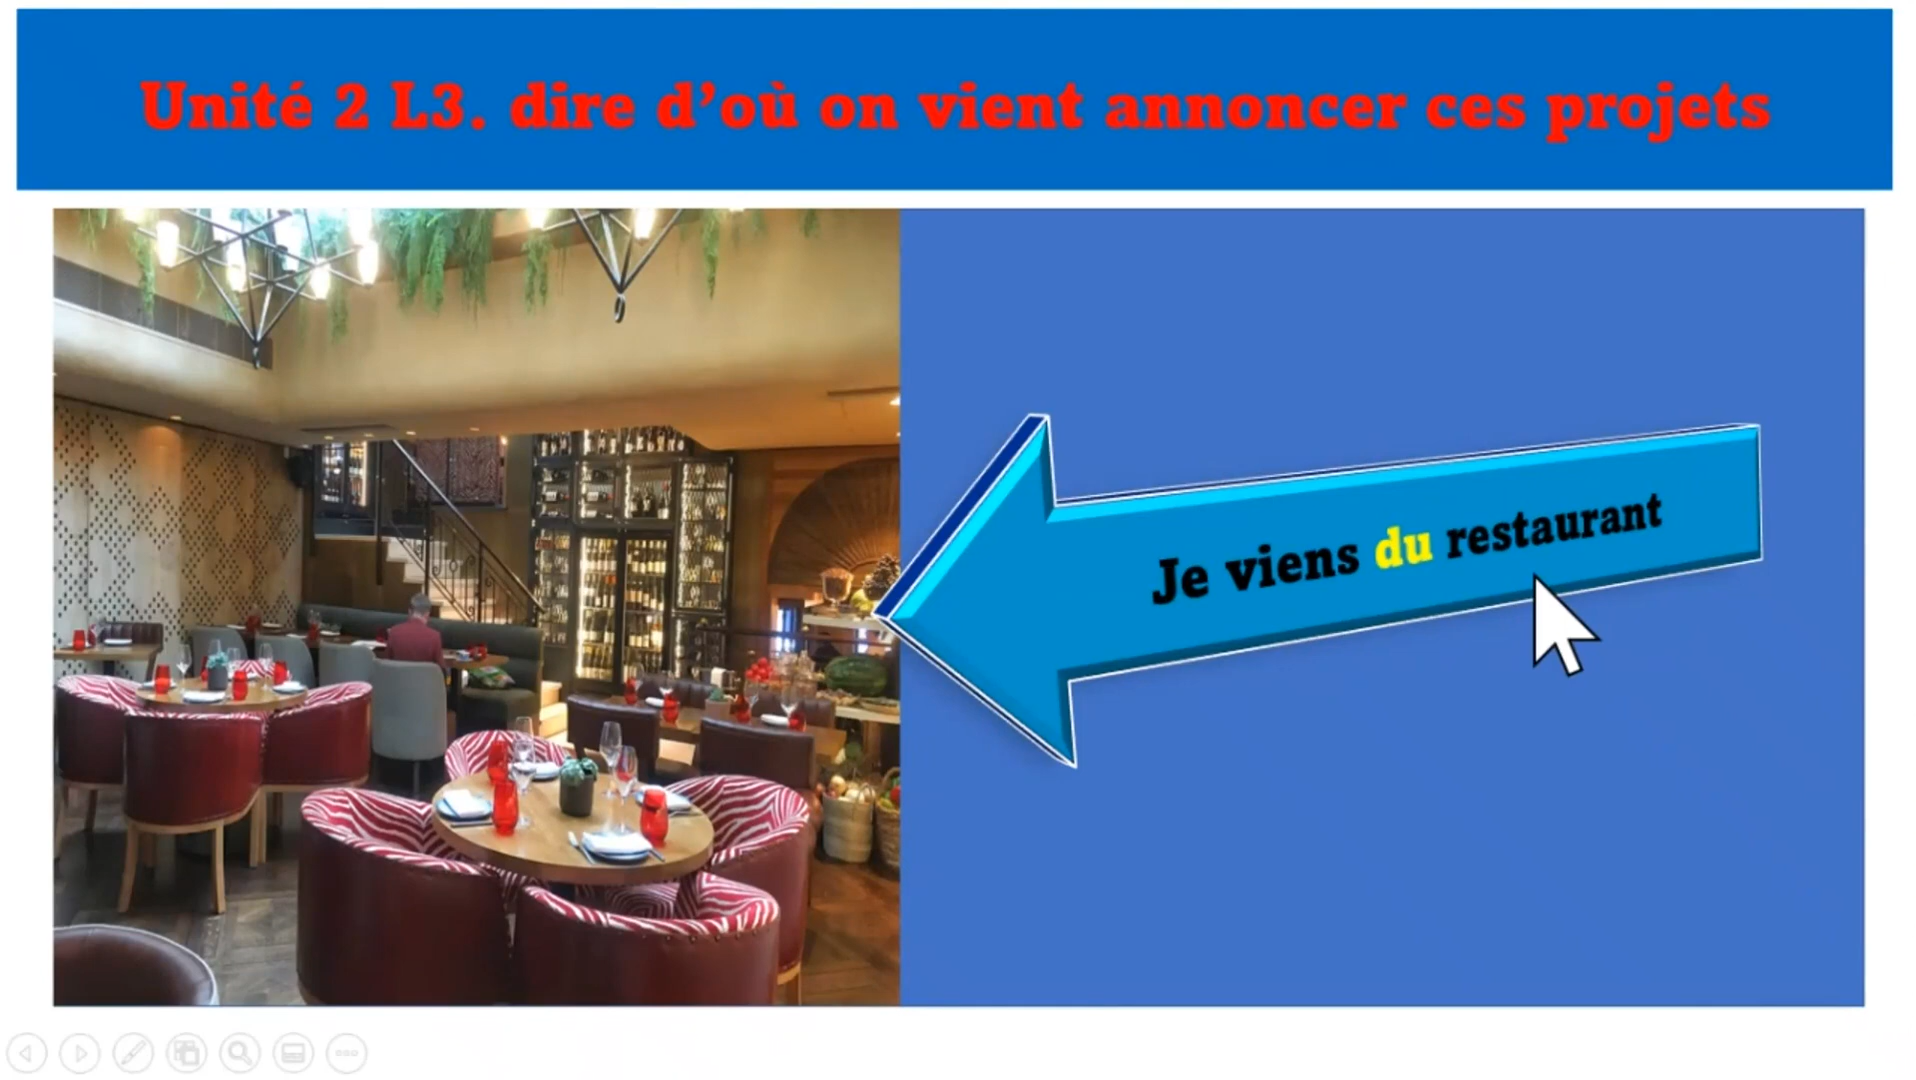 Unité 2 L3. dire d’où on vient annoncer ces projets
Je viens du restaurant